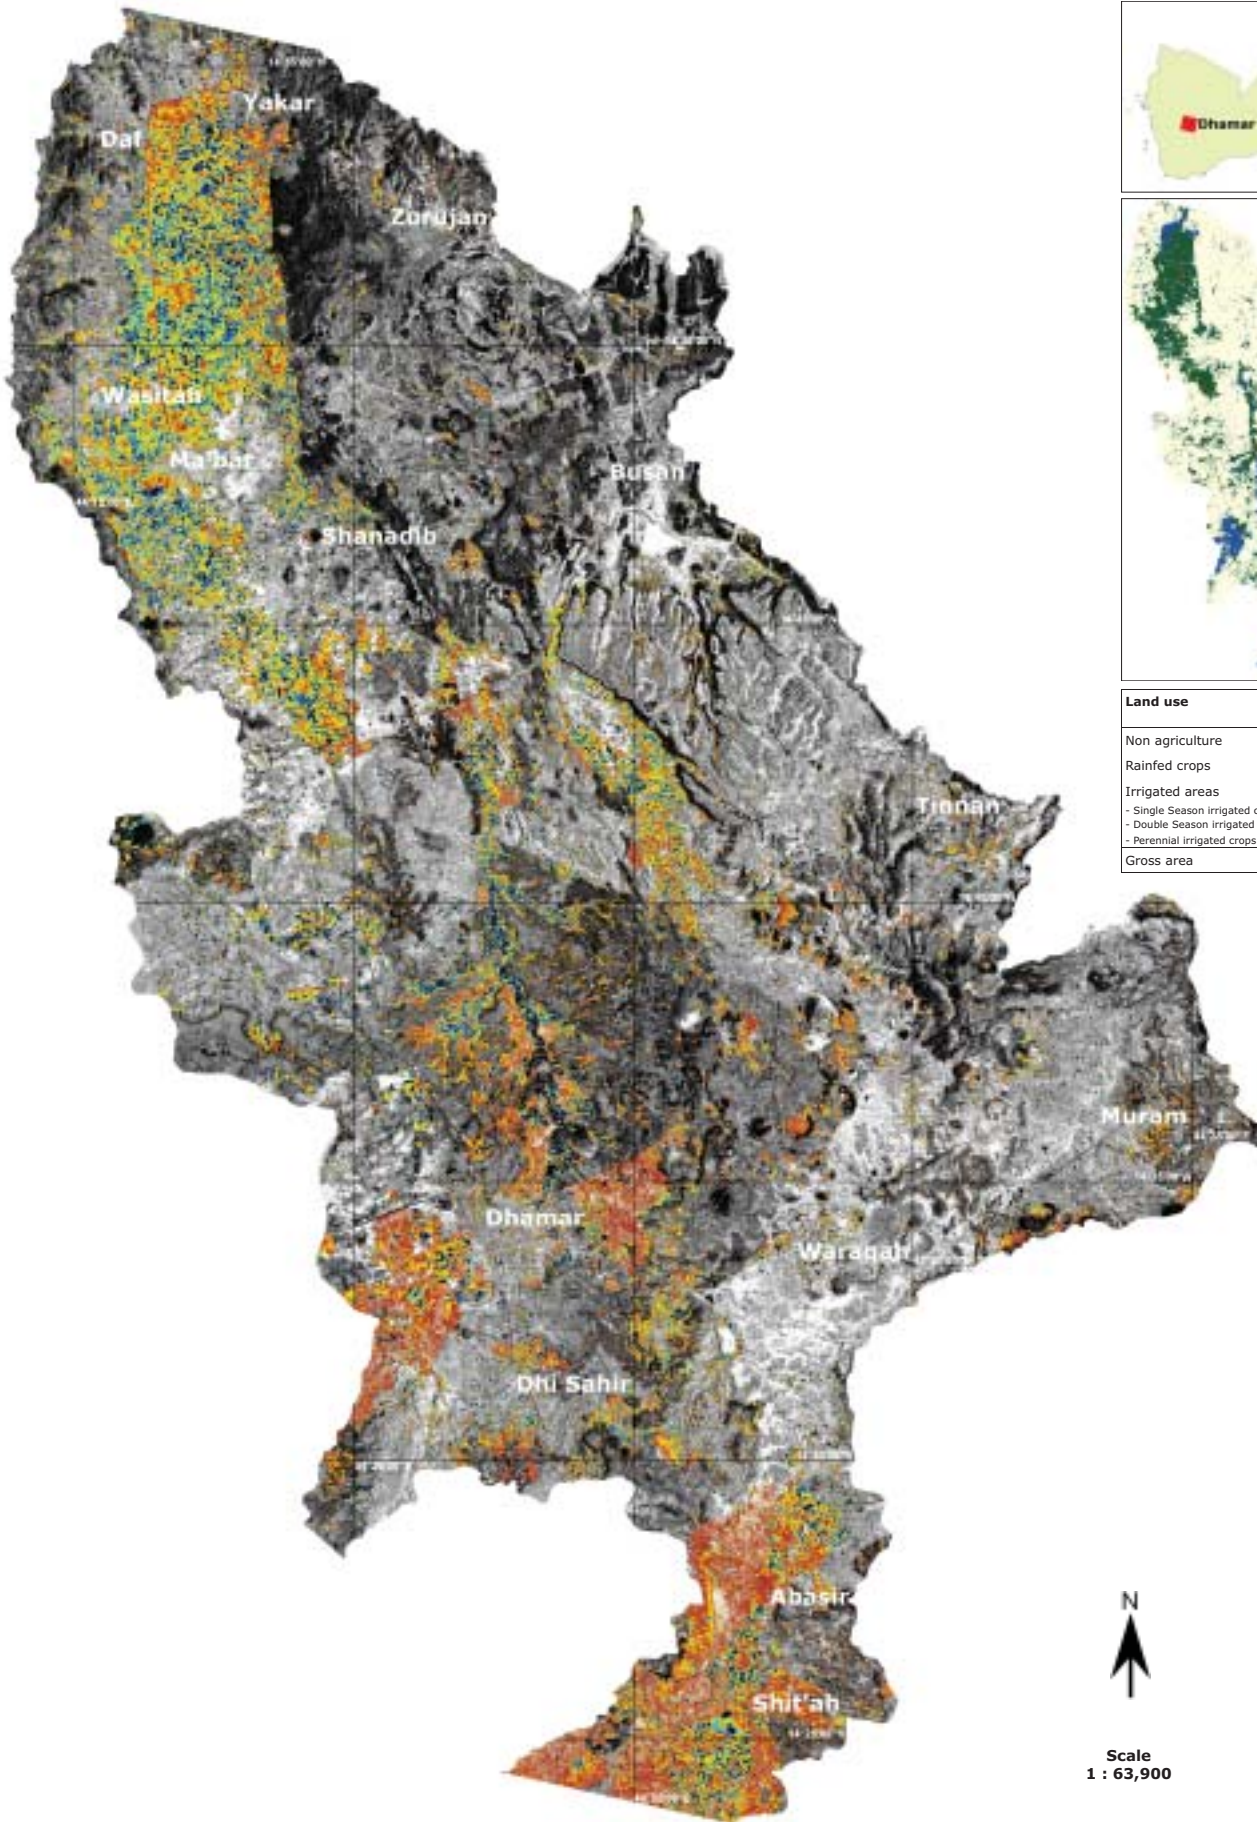 Yakar
Dhamar
Daf
Zurujan
Wasitah
Ma'bar
Busan
Shanadib
Land use
Non agriculture
Rainfed crops
Irrigated areas
- Single Season irrigated c
- Double Season irrigated
- Perennial irrigated crops
Gross area
Tinnan
Muram
Dhamar
Waraqah
Dhi Sahir
Abasir
Shit'ah
N
Scale
1 : 63,900